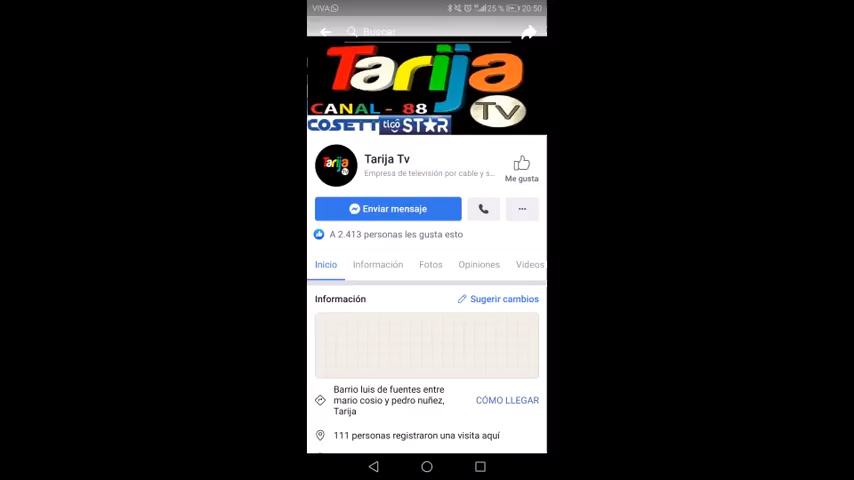 VIVA
25 % 20:50
Buscar
Tarija
TV
CANAL - 88
COSETT tigo STAR
Tarija Tv
Tarija Tv
Empresa de televisión por cable y s...
Me gusta
Enviar mensaje
A 2.413 personas les gusta esto
Inicio Información Fotos Opiniones Videos
Información
Sugerir cambios
Barrio luis de fuentes entre
mario cosio y pedro nuñez,
Tarija
CÓMO LLEGAR
111 personas registraron una visita aquí